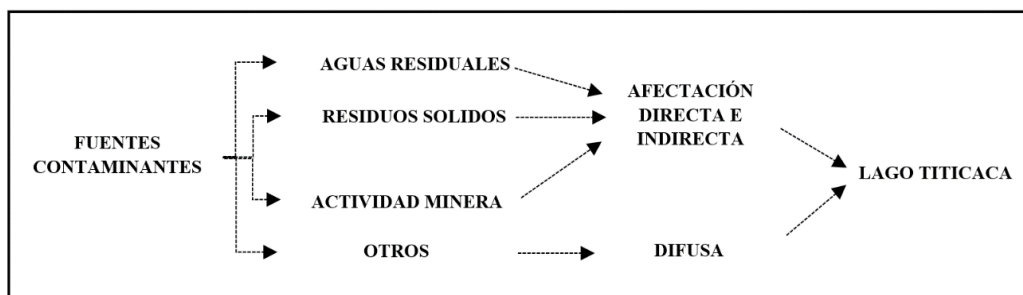 FUENTES
CONTAMINANTES
AGUAS RESIDUALES
RESIDUOS SOLIDOS
ACTIVIDAD MINERA
OTROS
AFECTACIÓN
DIRECTA E
INDIRECTA
DIFUSA
LAGO TITICACA